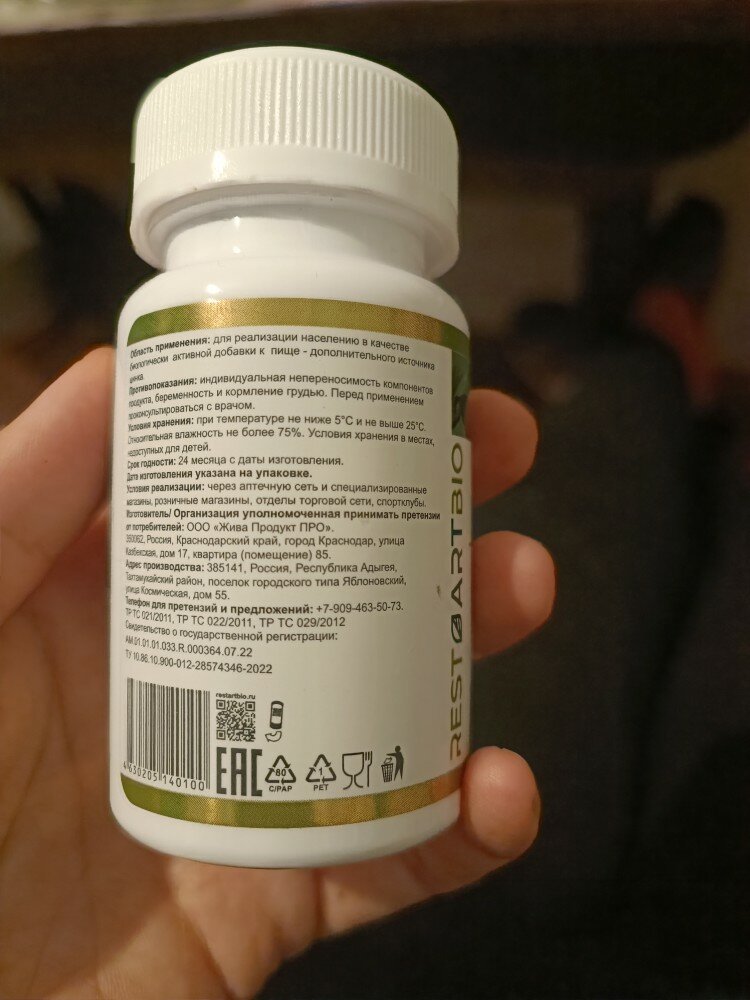 Область применения: для реализации населению в качестве
биологически активной добавки к пище - дополнительного источника
цинка.
Противопоказания: индивидуальная непереносимость компонентов
продукта, беременность и кормление грудью. Перед применением
проконсультироваться с врачом.
Условия хранения: при температуре не ниже 5°C и не выше 25°C.
Относительная влажность не более 75%. Условия хранения в местах,
недоступных для детей.
Срок годности: 24 месяца с даты изготовления.
Дата изготовления указана на упаковке.
Условия реализации: через аптечную сеть и специализированные
магазины, розничные магазины, отделы торговой сети, спортклубы.
Изготовитель/ Организация уполномоченная принимать претензии
от потребителей: ООО «Жива Продукт ПРО».
350062, Россия, Краснодарский край, город Краснодар, улица
Казбекская, дом 17, квартира (помещение) 85.
Адрес производства: 385141, Россия, Республика Адыгея,
Тахтамукайский район, поселок городского типа Яблоновский,
улица Космическая, дом 55.
Телефон для претензий и предложений: +7-909-463-50-73.
ТР ТС 021/2011, ТР ТС 022/2011, ТР ТС 029/2012
Свидетельство о государственной регистрации:
АМ.01.01.01.033.R.000364.07.22
ТУ 10.86.10.900-012-28574346-2022
restartbio.ru
4630205140100
EAC
80
C/PAP
1
PET
RESTØARTBIO